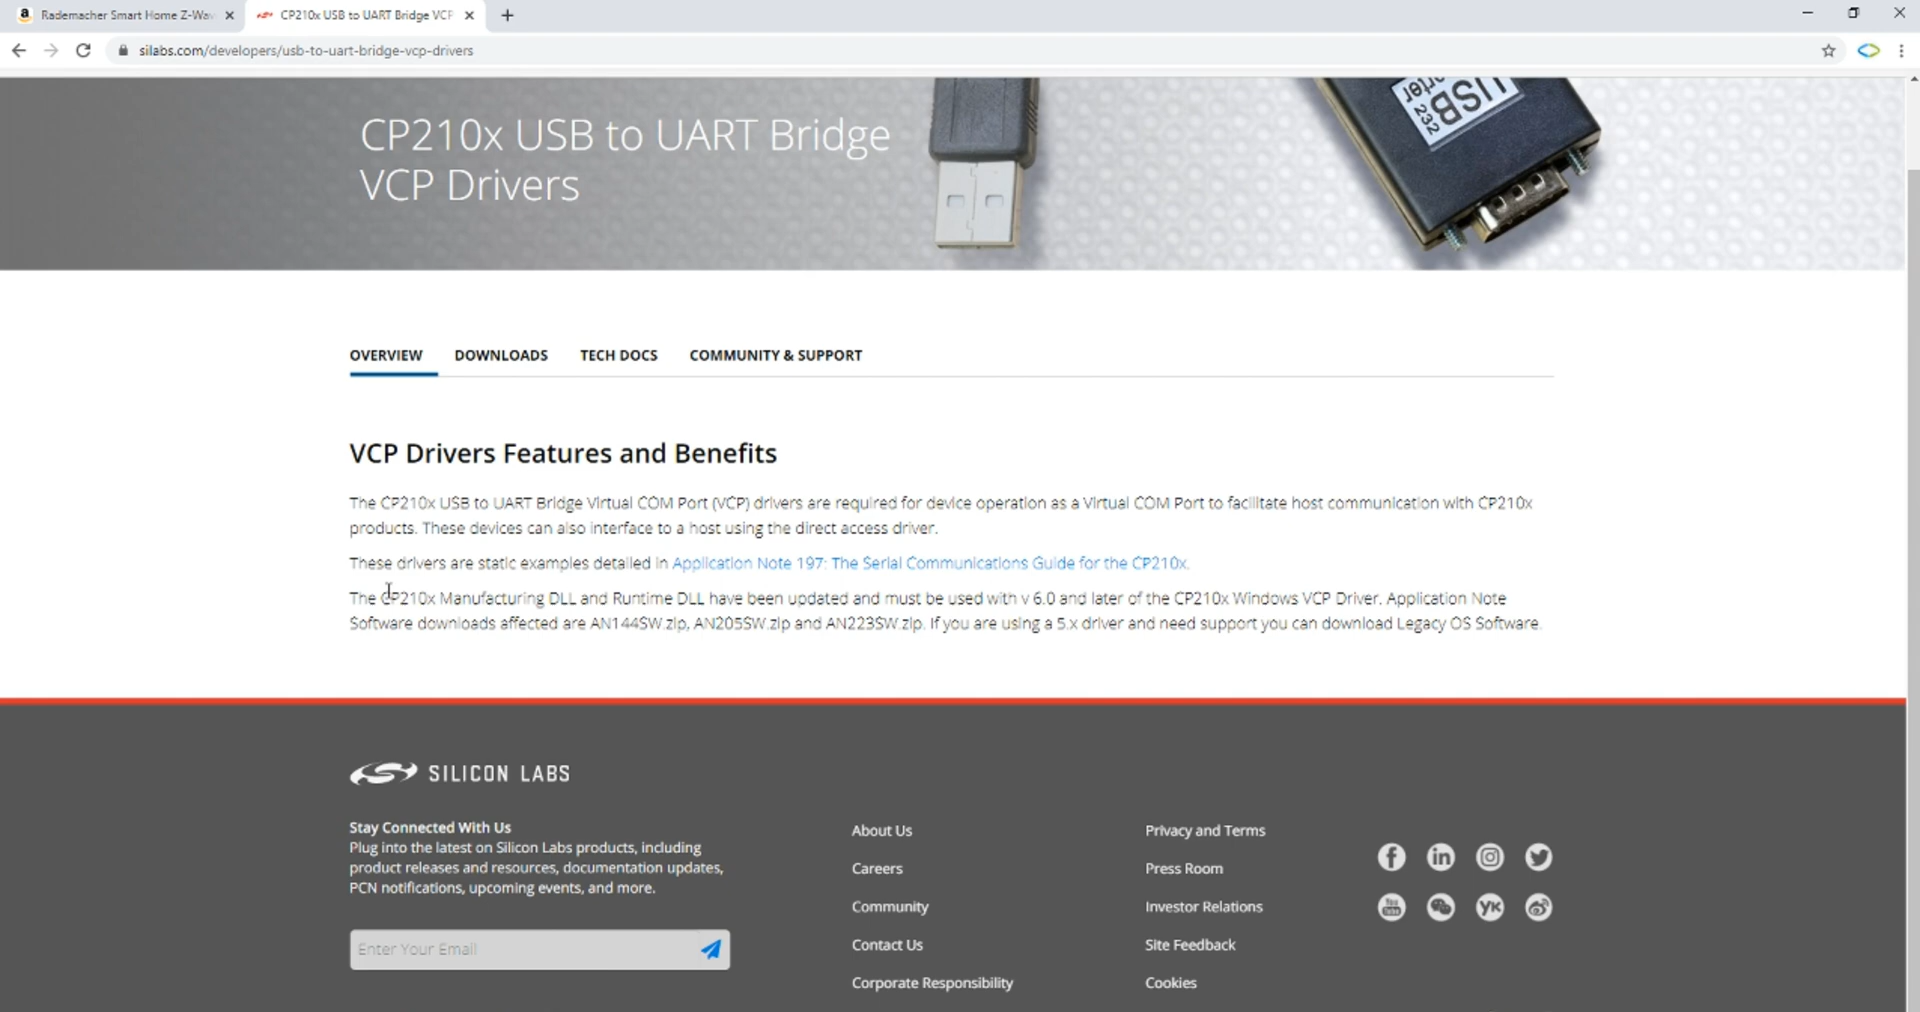 Rademacher Smart Home Z-Wav
CP210x USB to UART Bridge VCP
silabs.com/developers/usb-to-uart-bridge-vcp-drivers
CP210x USB to UART Bridge
VCP Drivers
USB
232
OVERVIEW DOWNLOADS TECH DOCS COMMUNITY & SUPPORT
VCP Drivers Features and Benefits
The CP210x USB to UART Bridge Virtual COM Port (VCP) drivers are required for device operation as a Virtual COM Port to facilitate host communication with CP210x
products. These devices can also interface to a host using the direct access driver.
These drivers are static examples detailed in Application Note 197: The Serial Communications Guide for the CP210x.
The CP210x Manufacturing DLL and Runtime DLL have been updated and must be used with v 6.0 and later of the CP210x Windows VCP Driver. Application Note
Software downloads affected are AN144SW.zip, AN205SW.zip and AN223SW.zip. If you are using a 5.x driver and need support you can download Legacy OS Software.
SILICON LABS
Stay Connected With Us
Plug into the latest on Silicon Labs products, including
product releases and resources, documentation updates,
PCN notifications, upcoming events, and more.
Enter Your Email
About Us
Careers
Community
Contact Us
Corporate Responsibility
Privacy and Terms
Press Room
Investor Relations
Site Feedback
Cookies